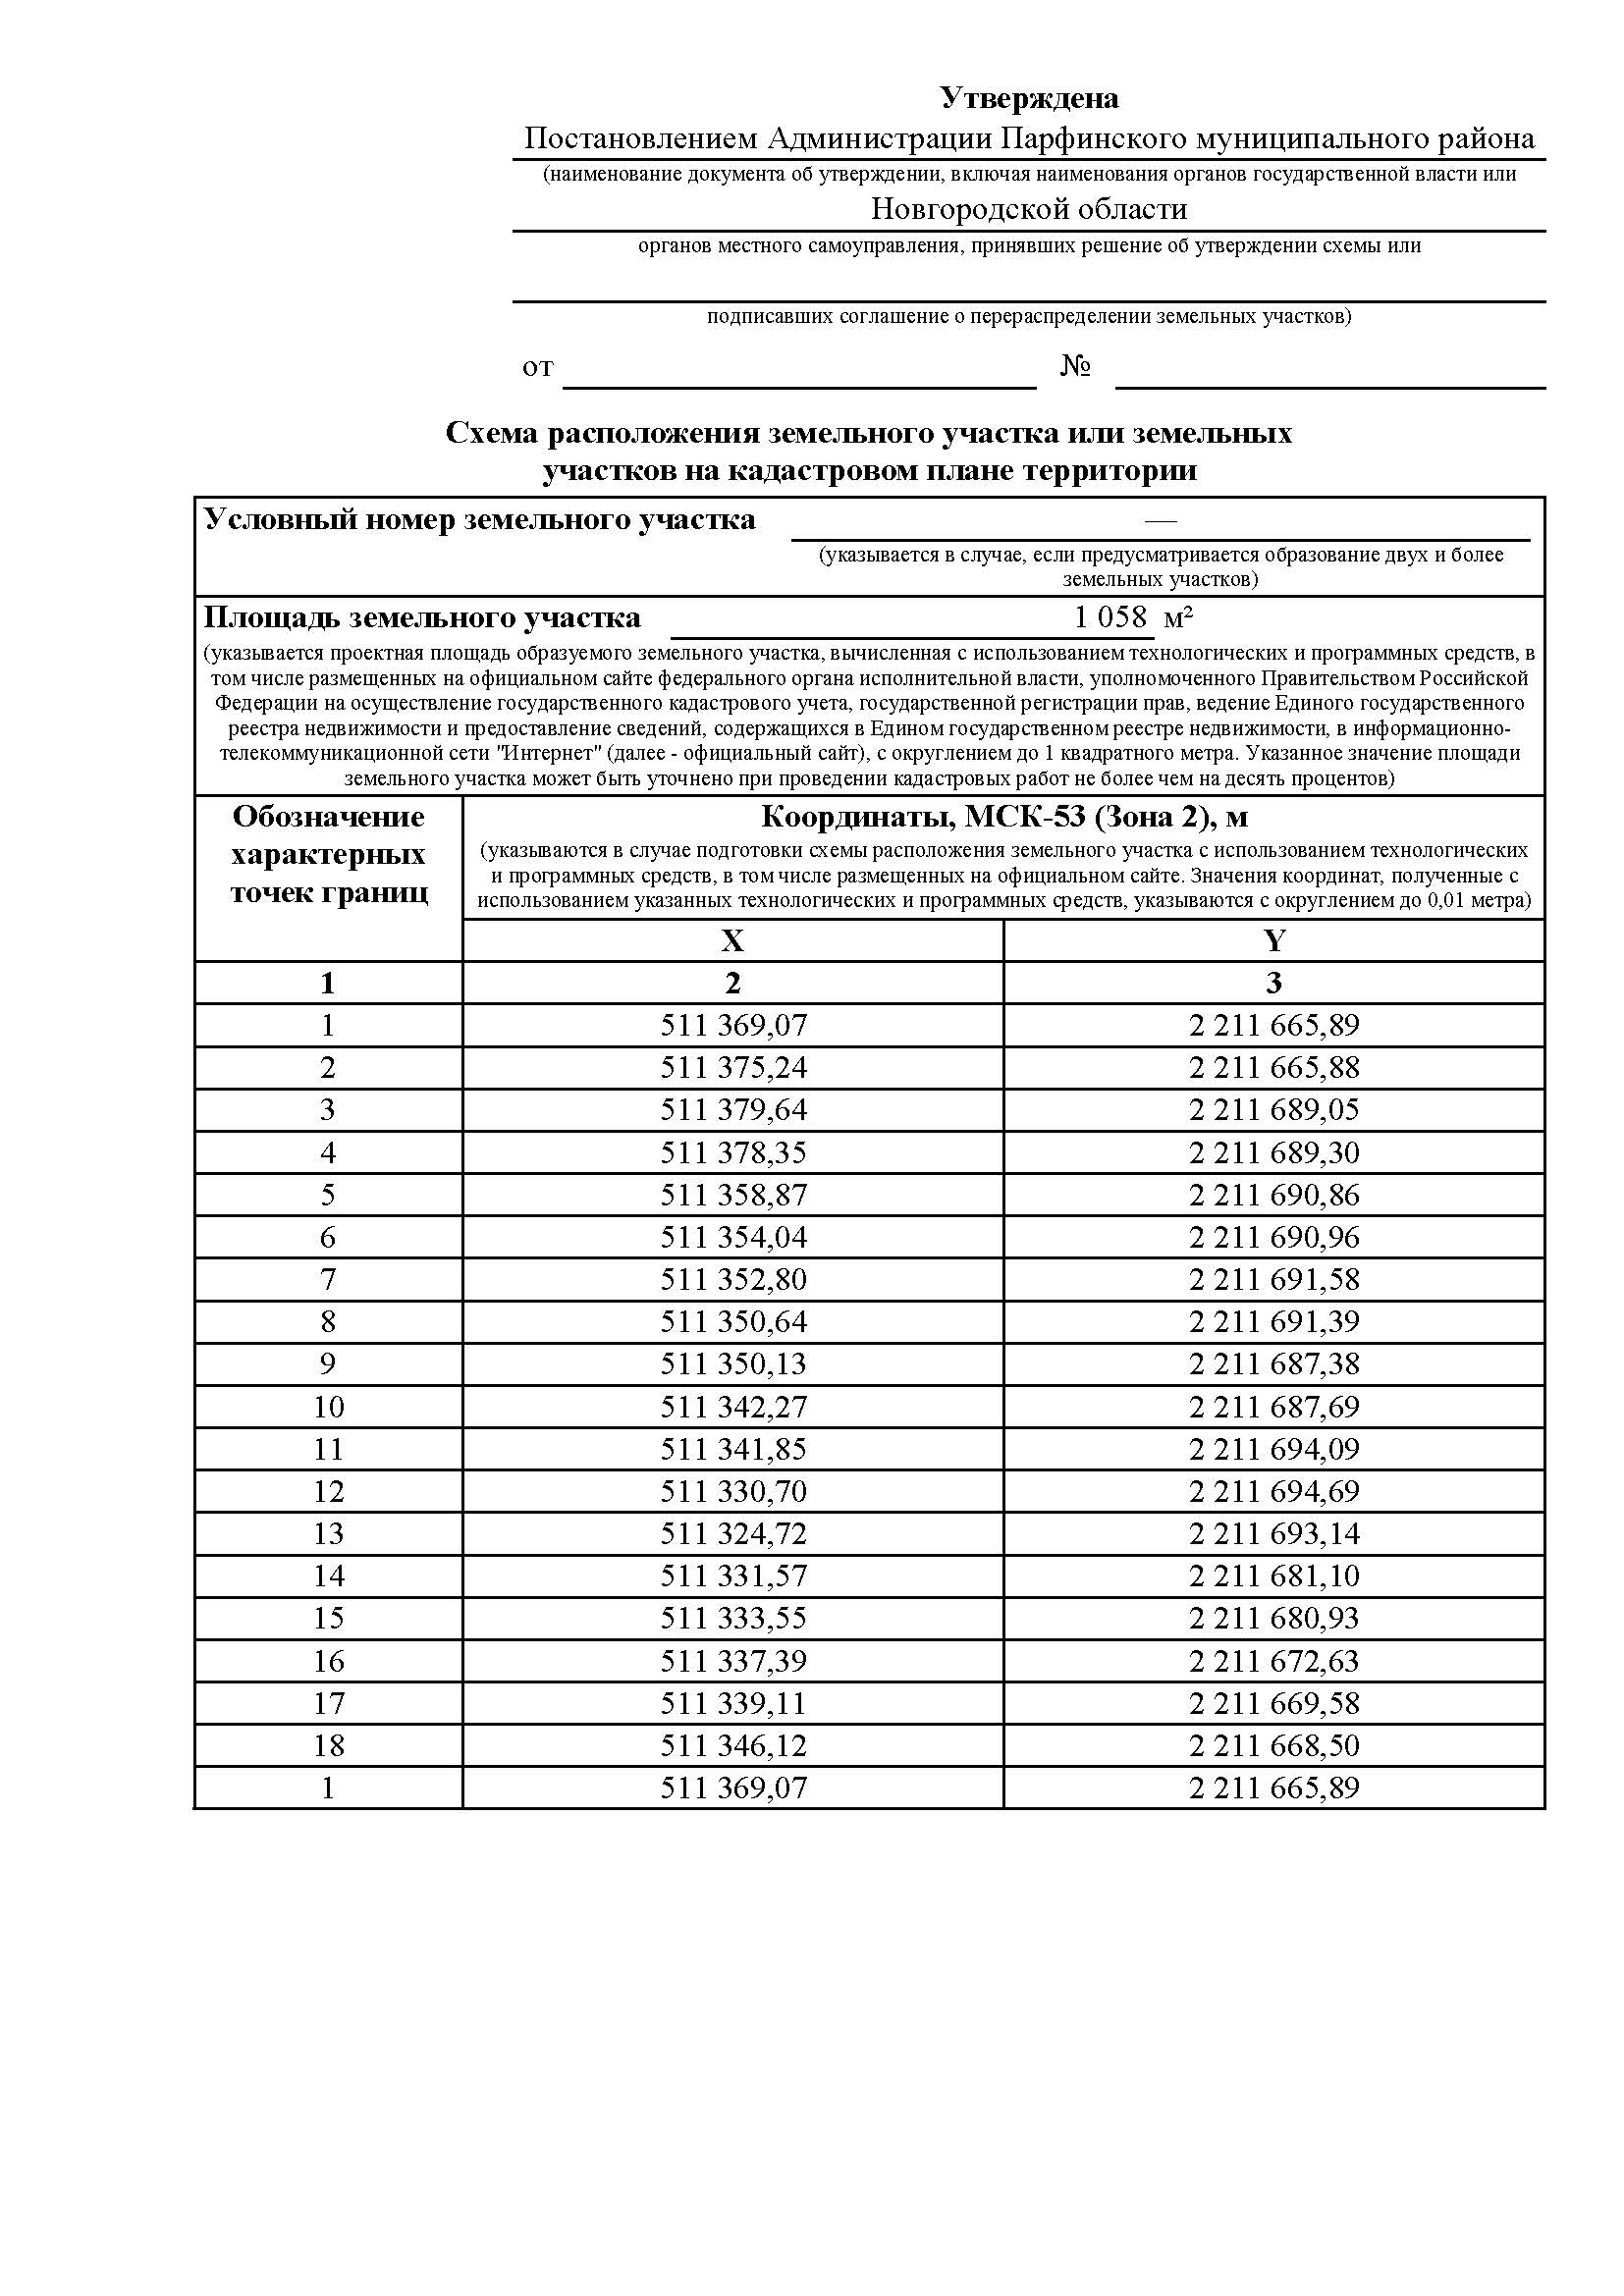 Утверждена
Постановлением Администрации Парфинского муниципального района
(наименование документа об утверждении, включая наименования органов государственной власти или
Новгородской области
органов местного самоуправления, принявших решение об утверждении схемы или
подписавших соглашение о перераспределении земельных участков)
от № 
Схема расположения земельного участка или земельных
участков на кадастровом плане территории
Условный номер земельного участка —
(указывается в случае, если предусматривается образование двух и более
земельных участков)
Площадь земельного участка 1 058 м²
(указывается проектная площадь образуемого земельного участка, вычисленная с использованием технологических и программных средств, в
том числе размещенных на официальном сайте федерального органа исполнительной власти, уполномоченного Правительством Российской
Федерации на осуществление государственного кадастрового учета, государственной регистрации прав, ведение Единого государственного
реестра недвижимости и предоставление сведений, содержащихся в Едином государственном реестре недвижимости, в информационно-
телекоммуникационной сети "Интернет" (далее - официальный сайт), с округлением до 1 квадратного метра. Указанное значение площади
земельного участка может быть уточнено при проведении кадастровых работ не более чем на десять процентов)
Обозначение
характерных
точек границ
Координаты, МСК-53 (Зона 2), м
(указываются в случае подготовки схемы расположения земельного участка с использованием технологических
и программных средств, в том числе размещенных на официальном сайте. Значения координат, полученные с
использованием указанных технологических и программных средств, указываются с округлением до 0,01 метра)
X Y
1 2 3
1 511 369,07 2 211 665,89
2 511 375,24 2 211 665,88
3 511 379,64 2 211 689,05
4 511 378,35 2 211 689,30
5 511 358,87 2 211 690,86
6 511 354,04 2 211 690,96
7 511 352,80 2 211 691,58
8 511 350,64 2 211 691,39
9 511 350,13 2 211 687,38
10 511 342,27 2 211 687,69
11 511 341,85 2 211 694,09
12 511 330,70 2 211 694,69
13 511 324,72 2 211 693,14
14 511 331,57 2 211 681,10
15 511 333,55 2 211 680,93
16 511 337,39 2 211 672,63
17 511 339,11 2 211 669,58
18 511 346,12 2 211 668,50
1 511 369,07 2 211 665,89